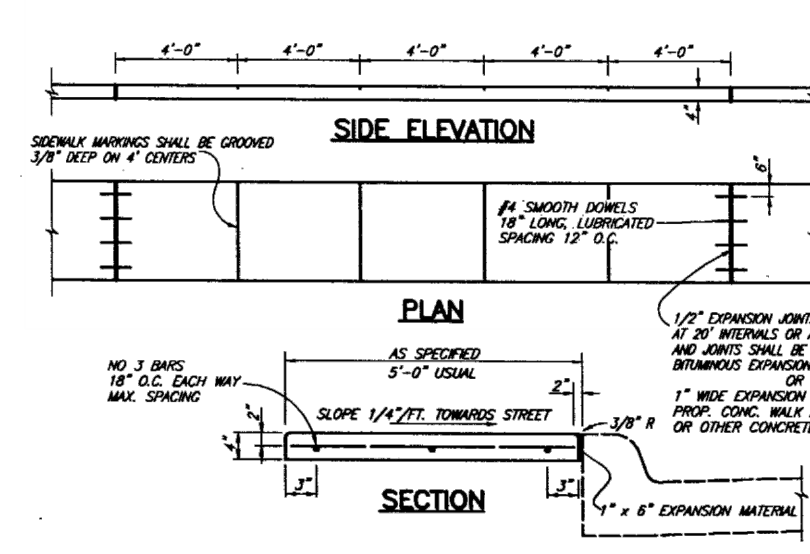 4'-0" 4'-0" 4'-0" 4'-0" 4'-0"
4"
SIDE ELEVATION
SIDEWALK MARKINGS SHALL BE GROOVED
3/8" DEEP ON 4' CENTERS
6"
#4 SMOOTH DOWELS
18" LONG, LUBRICATED
SPACING 12" O.C.
PLAN
1/2" EXPANSION JOINT
AT 20' INTERVALS OR
AND JOINTS SHALL BE
BITUMINOUS EXPANSION
OR
1" WIDE EXPANSION
PROP. CONC. WALK
OR OTHER CONCRET
NO 3 BARS
18" O.C. EACH WAY
MAX. SPACING
AS SPECIFIED
5'-0" USUAL
2"
2"
4"
SLOPE 1/4"/FT. TOWARDS STREET
3/8" R
3" 3"
SECTION
1" x 6" EXPANSION MATERIAL